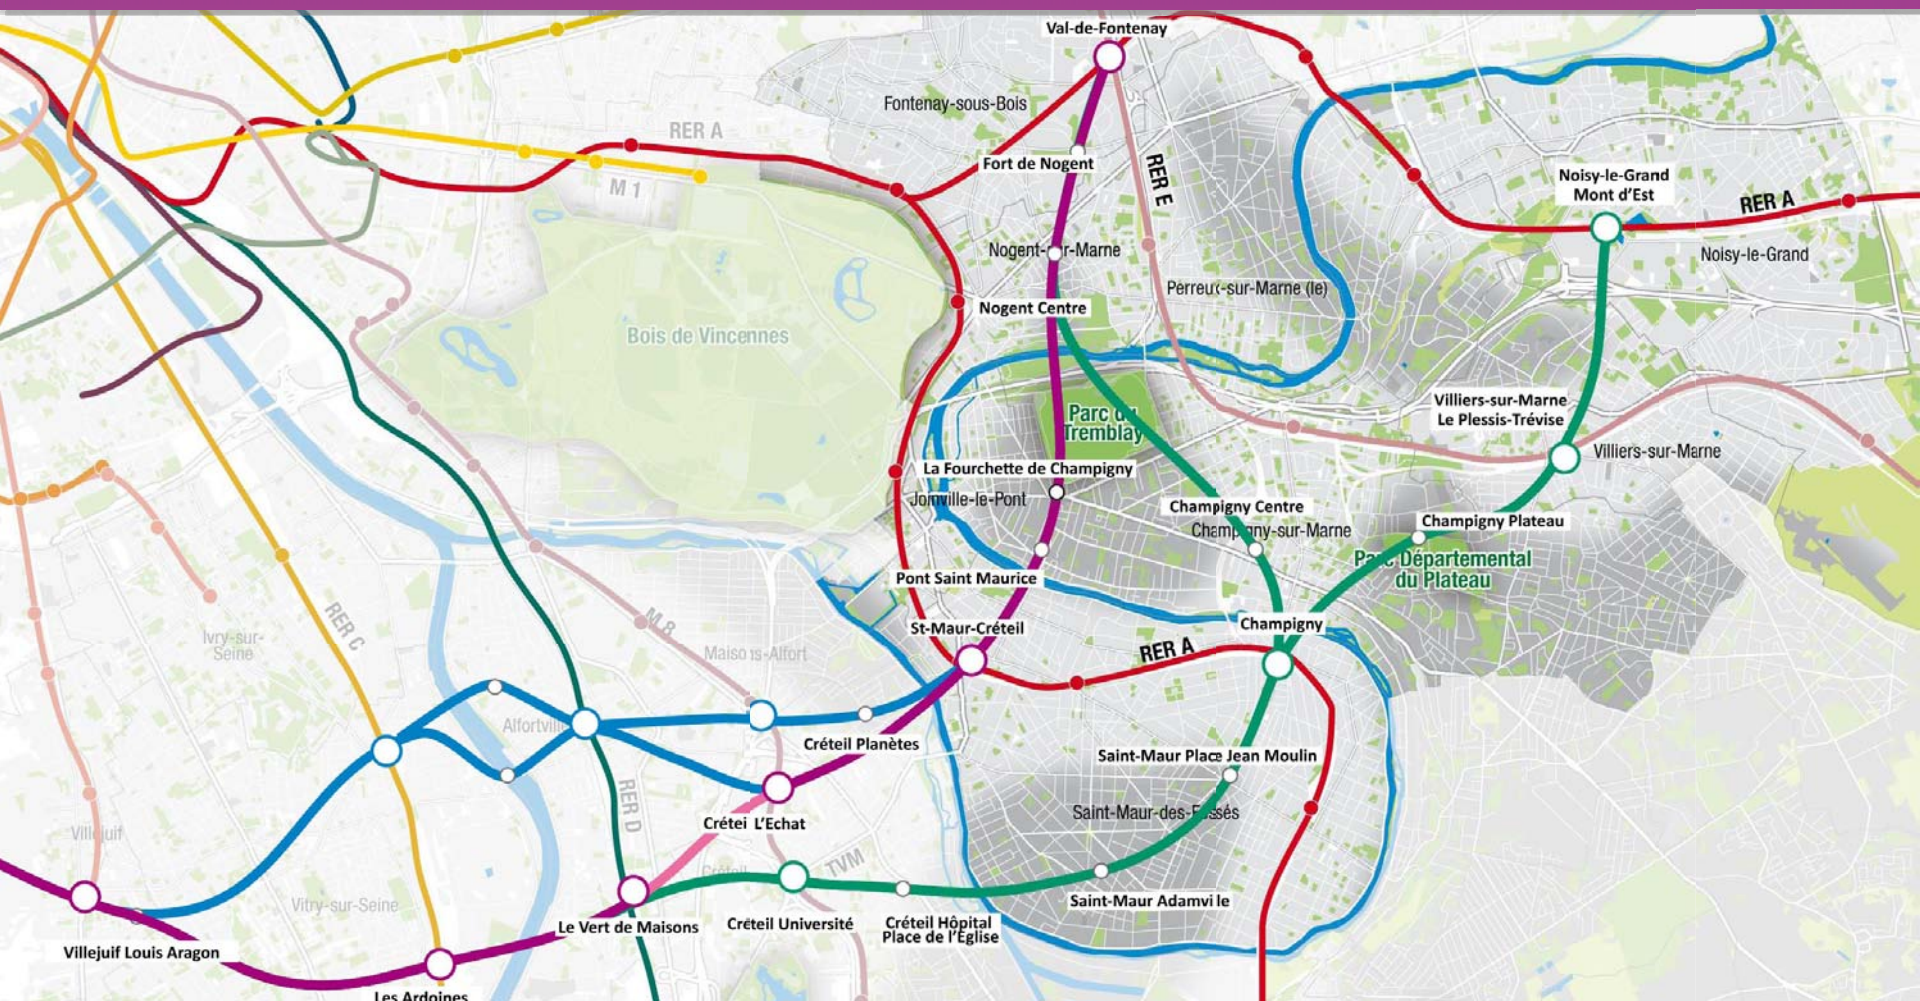 Val-de-Fontenay
Fontenay-sous-Bois
RER A
Fort de Nogent
RER E
M 1
Noisy-le-Grand
Mont d'Est
RER A
Noisy-le-Grand
Nogent-sur-Marne
Perreux-sur-Marne (le)
Nogent Centre
Bois de Vincennes
Parc du
Tremblay
Villiers-sur-Marne
Le Plessis-Trévise
Villiers-sur-Marne
La Fourchette de Champigny
Joinville-le-Pont
Champigny Centre
Champigny-sur-Marne
Champigny Plateau
Parc Départemental
du Plateau
Pont Saint Maurice
RER C
M 8
Ivry-sur-
Seine
Maisons-Alfort
St-Maur-Créteil
Champigny
RER A
Alfortville
Créteil Planètes
Saint-Maur Place Jean Moulin
Saint-Maur-des-Fossés
RER D
Villejuif
Crétei L'Echat
Créteil
TVM
Vitry-sur-Seine
Le Vert de Maisons
Créteil Université
Créteil Hôpital
Place de l'Église
Saint-Maur Adamvi le
Villejuif Louis Aragon
Les Ardoines